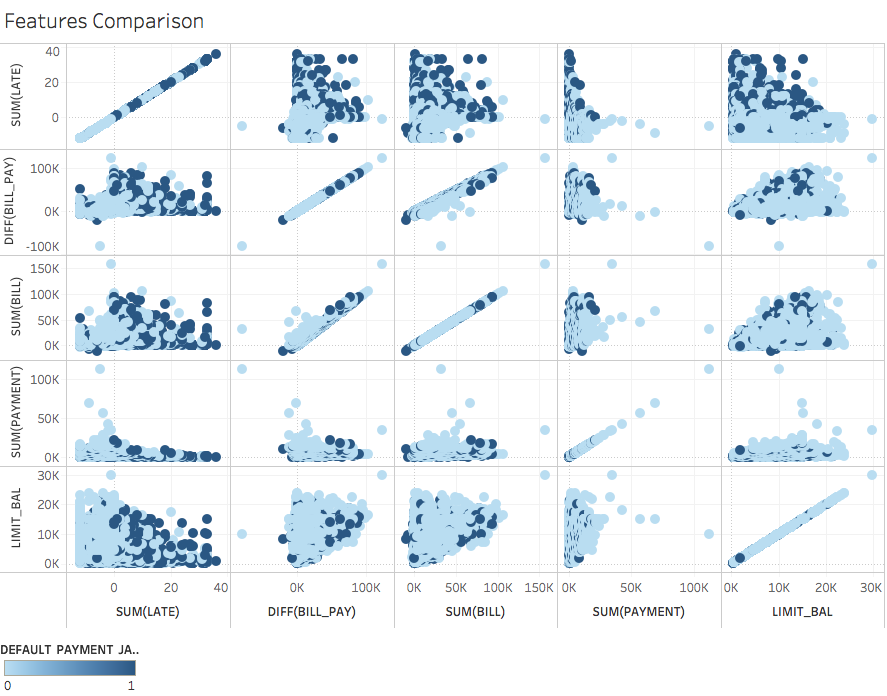 Features Comparison
SUM(LATE)
40
20
0
DIFF(BILL_PAY)
100K
0K
-100K
SUM(BILL)
150K
100K
50K
0K
SUM(PAYMENT)
100K
50K
0K
LIMIT_BAL
30K
20K
10K
0K
0 20 40 0K 100K 0K 50K 100K 150K 0K 50K 100K 0K 10K 20K 30K
SUM(LATE) DIFF(BILL_PAY) SUM(BILL) SUM(PAYMENT) LIMIT_BAL
DEFAULT PAYMENT JA..
0 1